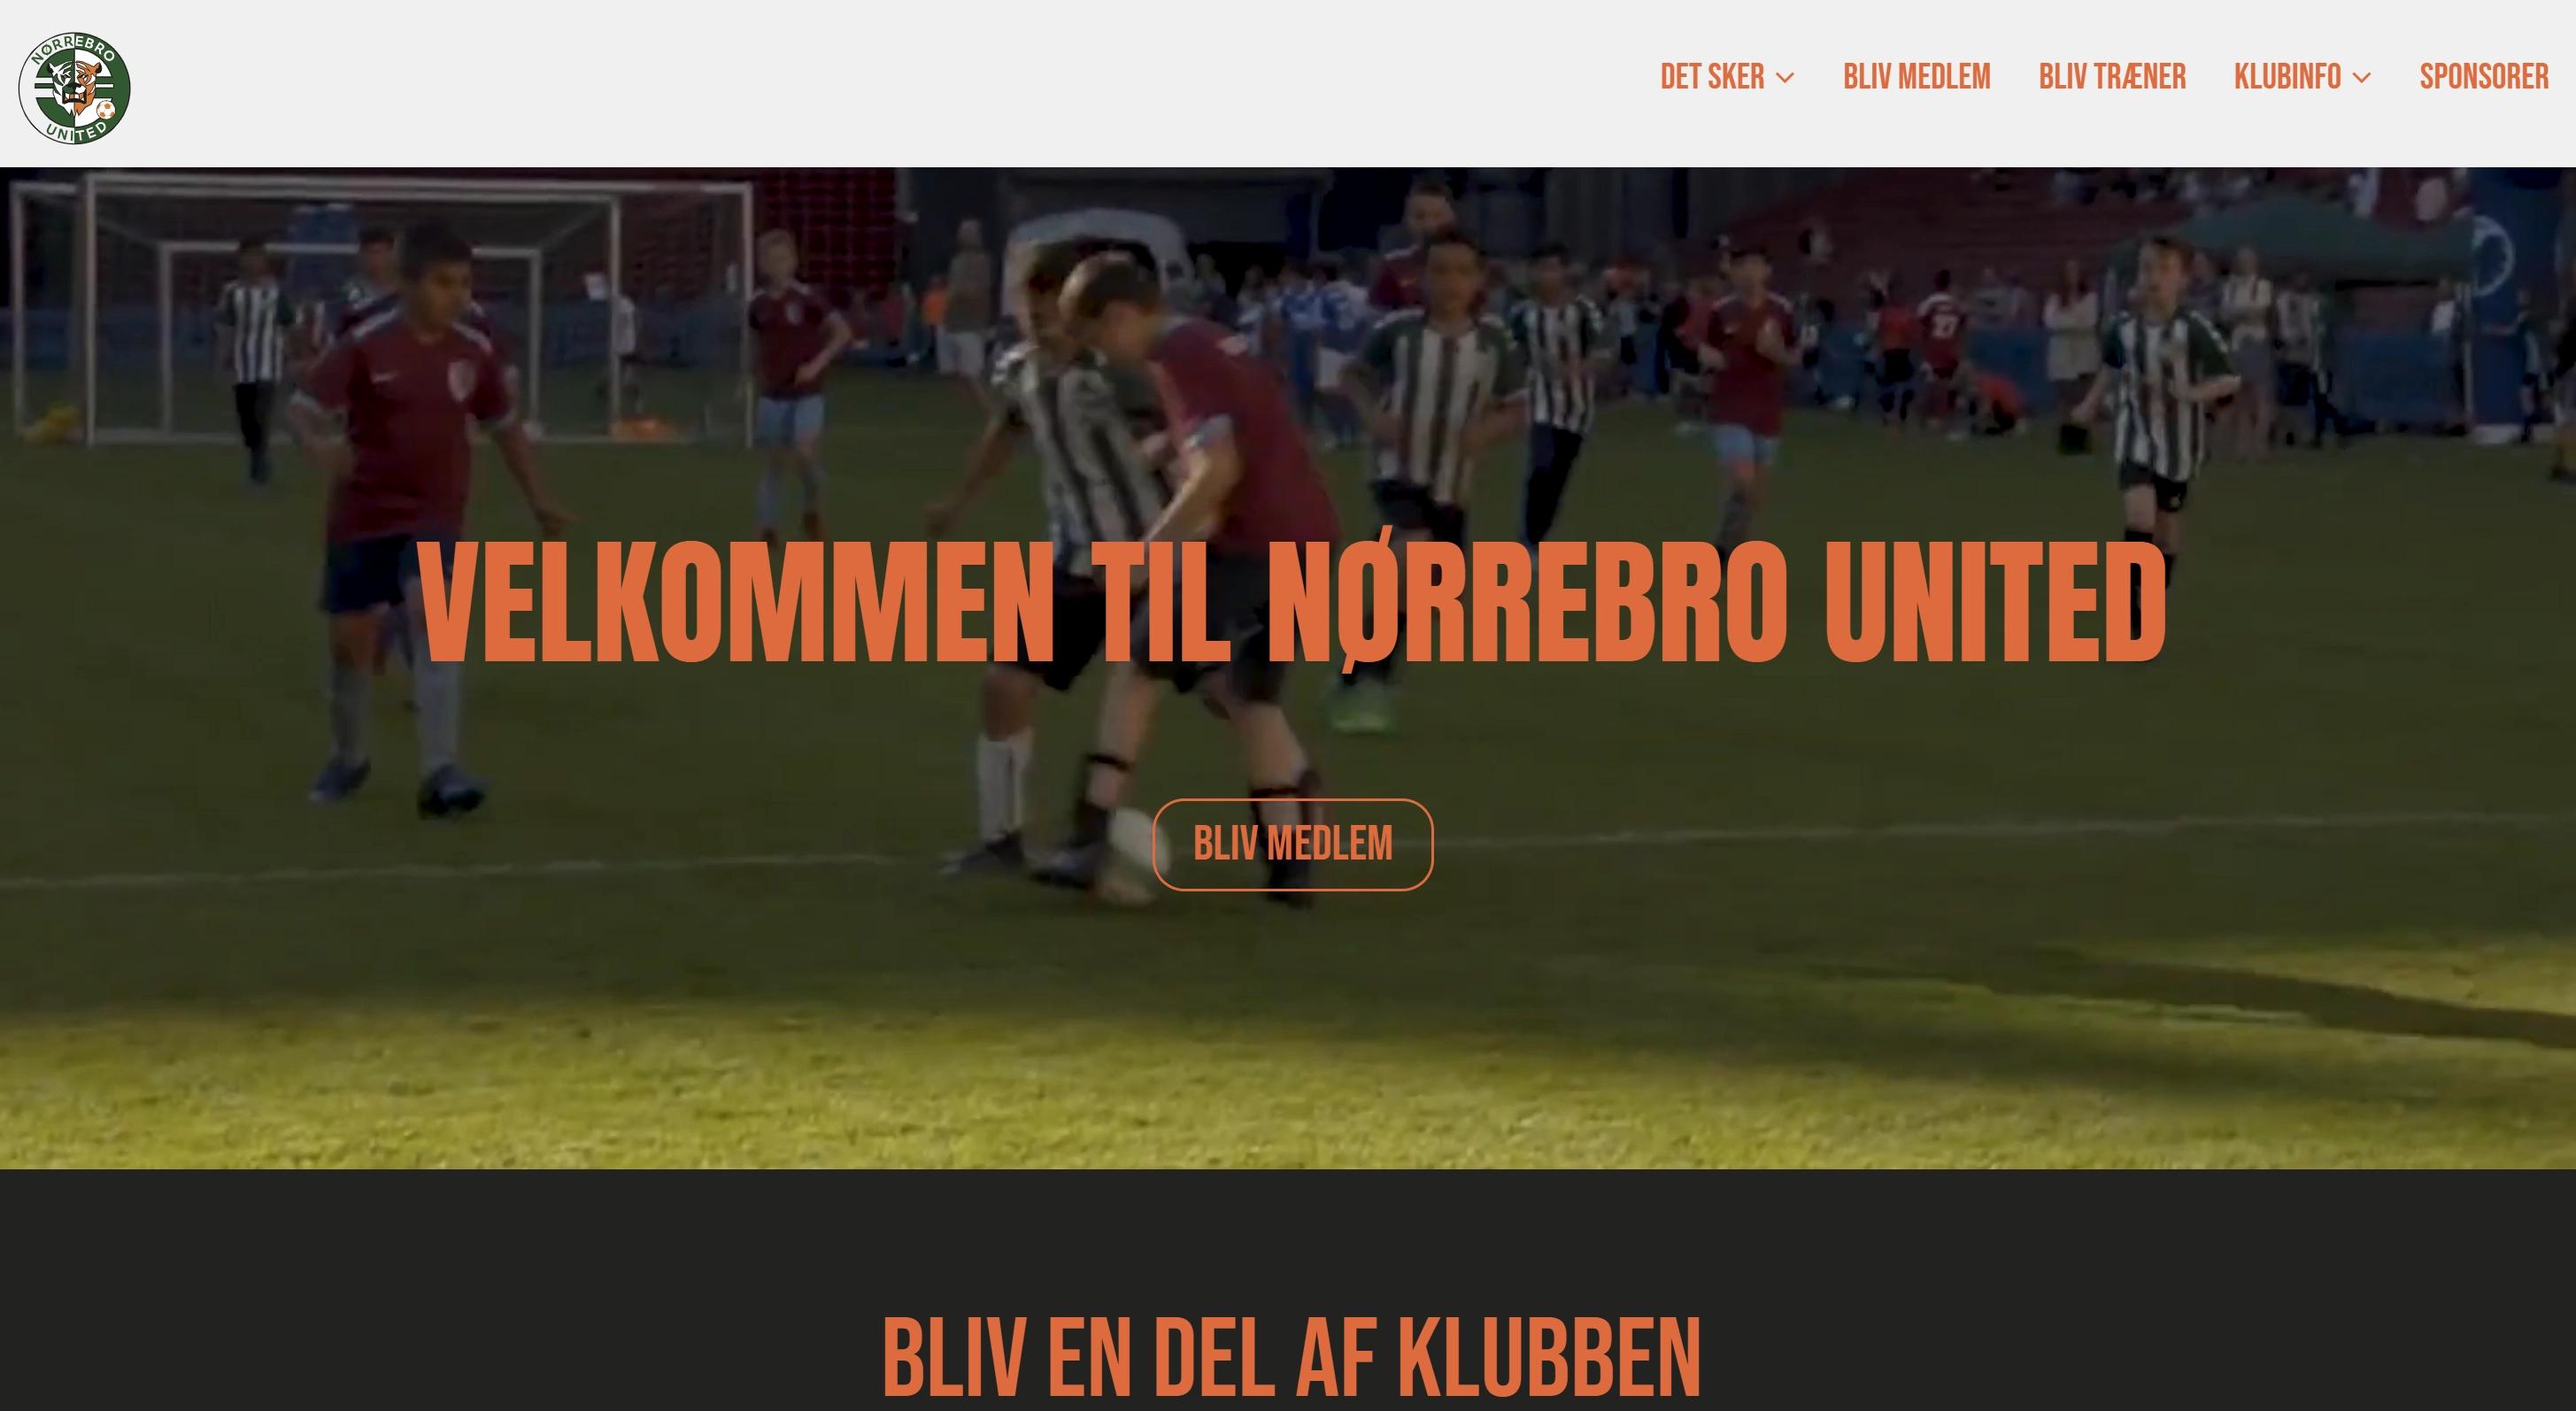 NØRREBRO
UNITED
DET SKER
BLIV MEDLEM
BLIV TRÆNER
KLUBINFO
SPONSORER
VELKOMMEN TIL NØRREBRO UNITED
BLIV MEDLEM
BLIV EN DEL AF KLUBBEN